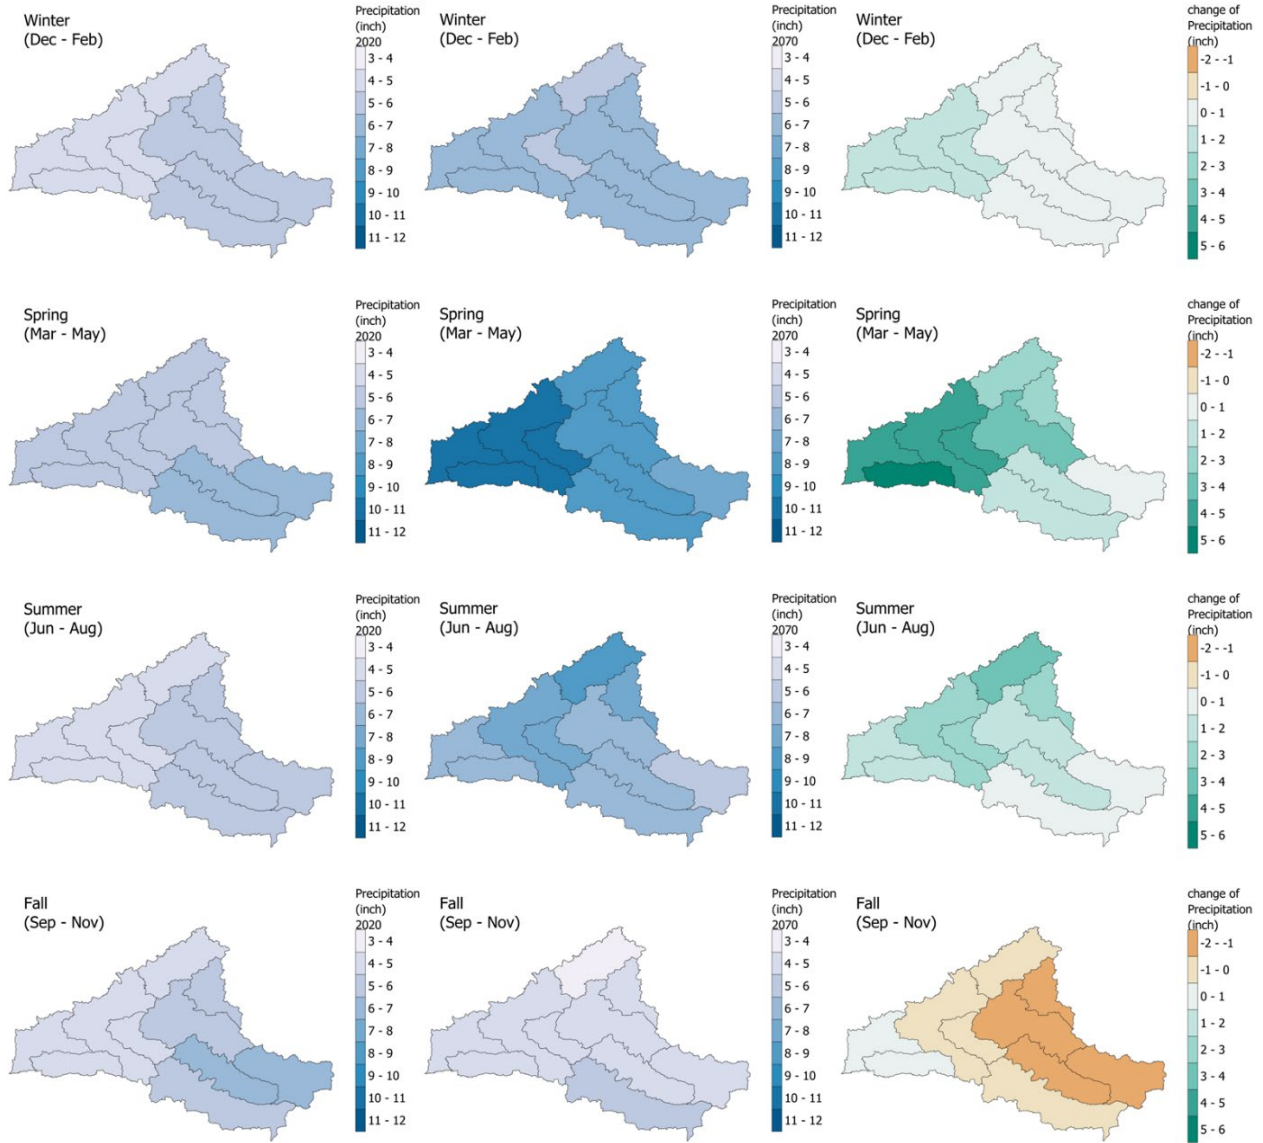 Winter
(Dec - Feb)
Precipitation
(inch)
2020
3 - 4
4 - 5
5 - 6
6 - 7
7 - 8
8 - 9
9 - 10
10 - 11
11 - 12
Winter
(Dec - Feb)
Precipitation
(inch)
2070
3 - 4
4 - 5
5 - 6
6 - 7
7 - 8
8 - 9
9 - 10
10 - 11
11 - 12
Winter
(Dec - Feb)
change of
Precipitation
(inch)
-2 - -1
-1 - 0
0 - 1
1 - 2
2 - 3
3 - 4
4 - 5
5 - 6
Spring
(Mar - May)
Precipitation
(inch)
2020
3 - 4
4 - 5
5 - 6
6 - 7
7 - 8
8 - 9
9 - 10
10 - 11
11 - 12
Spring
(Mar - May)
Precipitation
(inch)
2070
3 - 4
4 - 5
5 - 6
6 - 7
7 - 8
8 - 9
9 - 10
10 - 11
11 - 12
Spring
(Mar - May)
change of
Precipitation
(inch)
-2 - -1
-1 - 0
0 - 1
1 - 2
2 - 3
3 - 4
4 - 5
5 - 6
Summer
(Jun - Aug)
Precipitation
(inch)
2020
3 - 4
4 - 5
5 - 6
6 - 7
7 - 8
8 - 9
9 - 10
10 - 11
11 - 12
Summer
(Jun - Aug)
Precipitation
(inch)
2070
3 - 4
4 - 5
5 - 6
6 - 7
7 - 8
8 - 9
9 - 10
10 - 11
11 - 12
Summer
(Jun - Aug)
change of
Precipitation
(inch)
-2 - -1
-1 - 0
0 - 1
1 - 2
2 - 3
3 - 4
4 - 5
5 - 6
Fall
(Sep - Nov)
Precipitation
(inch)
2020
3 - 4
4 - 5
5 - 6
6 - 7
7 - 8
8 - 9
9 - 10
10 - 11
11 - 12
Fall
(Sep - Nov)
Precipitation
(inch)
2070
3 - 4
4 - 5
5 - 6
6 - 7
7 - 8
8 - 9
9 - 10
10 - 11
11 - 12
Fall
(Sep - Nov)
change of
Precipitation
(inch)
-2 - -1
-1 - 0
0 - 1
1 - 2
2 - 3
3 - 4
4 - 5
5 - 6